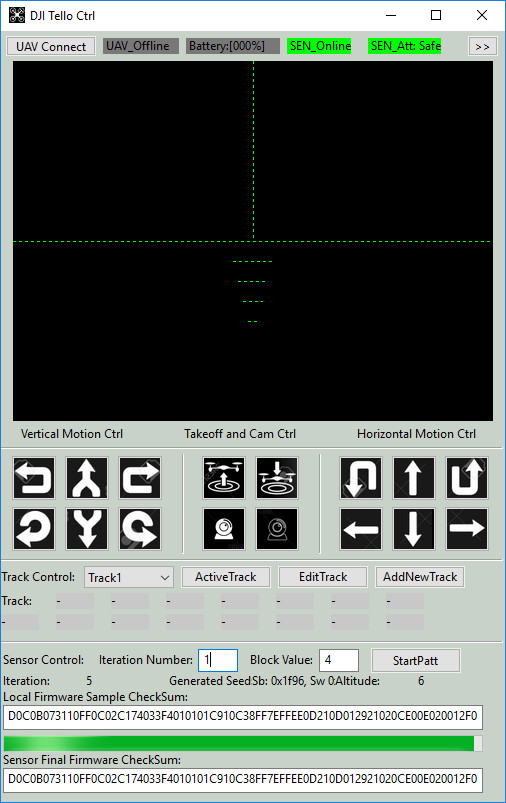 DJI Tello Ctrl
UAV Connect UAV_Offline Battery:[000%] SEN_Online SEN_Att: Safe >>
Vertical Motion Ctrl Takeoff and Cam Ctrl Horizontal Motion Ctrl
Track Control: Track1 ActiveTrack EditTrack AddNewTrack
Track: - - - - - - -
- - - - - - - -
Sensor Control: Iteration Number: 1 Block Value: 4 StartPatt
Iteration: 5 Generated SeedSb: 0x1f96, Sw 0Altitude: 6
Local Firmware Sample CheckSum:
D0C0B073110FF0C02C174033F4010101C910C38FF7EFFEE0D210D012921020CE00E020012F0
Sensor Final Firmware CheckSum:
D0C0B073110FF0C02C174033F4010101C910C38FF7EFFEE0D210D012921020CE00E020012F0